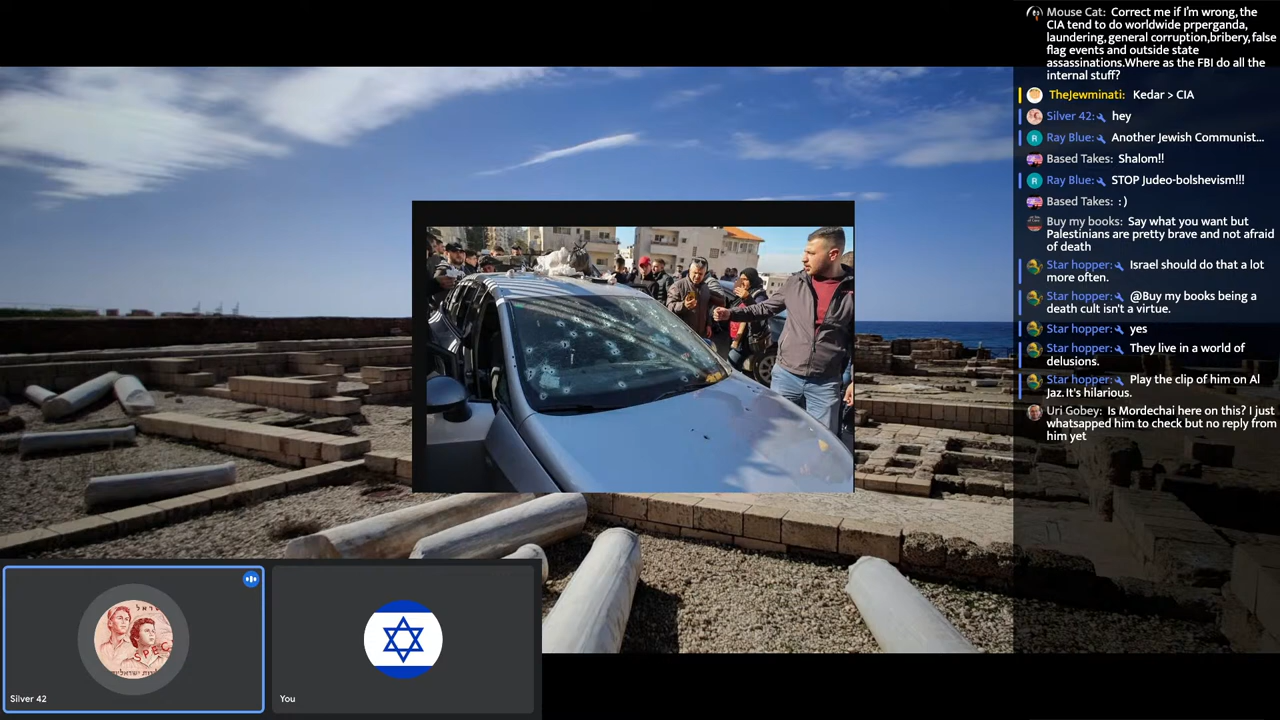 Mouse Cat: Correct me if I'm wrong, the
CIA tend to do worldwide prperganda,
laundering, general corruption,bribery, false
flag events and outside state
assassinations.Where as the FBI do all the
internal stuff?
TheJewminati: Kedar > CIA
Silver 42: hey
Ray Blue: Another Jewish Communist...
Based Takes: Shalom!!
Ray Blue: STOP Judeo-bolshevism!!!
Based Takes: : )
Buy my books: Say what you want but
Palestinians are pretty brave and not afraid
of death
Star hopper: Israel should do that a lot
more often.
Star hopper: @Buy my books being a
death cult isn't a virtue.
Star hopper: yes
Star hopper: They live in a world of
delusions.
Star hopper: Play the clip of him on Al
Jaz. It's hilarious.
Uri Gobey: Is Mordechai here on this? I just
whatsapped him to check but no reply from
him yet
R
R
SPEC
Silver 42
You